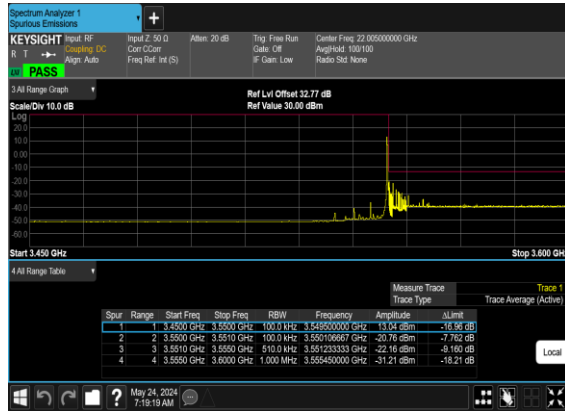 Spectrum Analyzer 1
Spurious Emissions
KEYSIGHT Input: RF Input Z: 50 Ω Atten: 20 dB Trig: Free Run Center Freq: 22.005000000 GHz
R T Coupling: DC Corr CCorr Gate: Off Avg|Hold: 100/100
Align: Auto Freq Ref: Int (S) IF Gain: Low Radio Std: None
PASS
3 All Range Graph
Ref Lvl Offset 32.77 dB
Scale/Div 10.0 dB Ref Value 30.00 dBm
Log
20.0
10.0
0.00
-10.0
-20.0
-30.0
-40.0
-50.0
-60.0
Start 3.450 GHz Stop 3.600 GH
4 All Range Table
Measure Trace Trace 1
Trace Type Trace Average (Active)
Spur Range Start Freq Stop Freq RBW Frequency Amplitude ΔLimit
1 1 3.4500 GHz 3.5500 GHz 100.0 kHz 3.549500000 GHz 13.04 dBm -16.96 dB
2 2 3.5500 GHz 3.5510 GHz 100.0 kHz 3.550106667 GHz -20.76 dBm -7.762 dB
3 3 3.5510 GHz 3.5550 GHz 510.0 kHz 3.551233333 GHz -22.16 dBm -9.160 dB
4 4 3.5550 GHz 3.6000 GHz 1.000 MHz 3.555450000 GHz -31.21 dBm -18.21 dB
Local
? May 24, 2024
7:19:19 AM